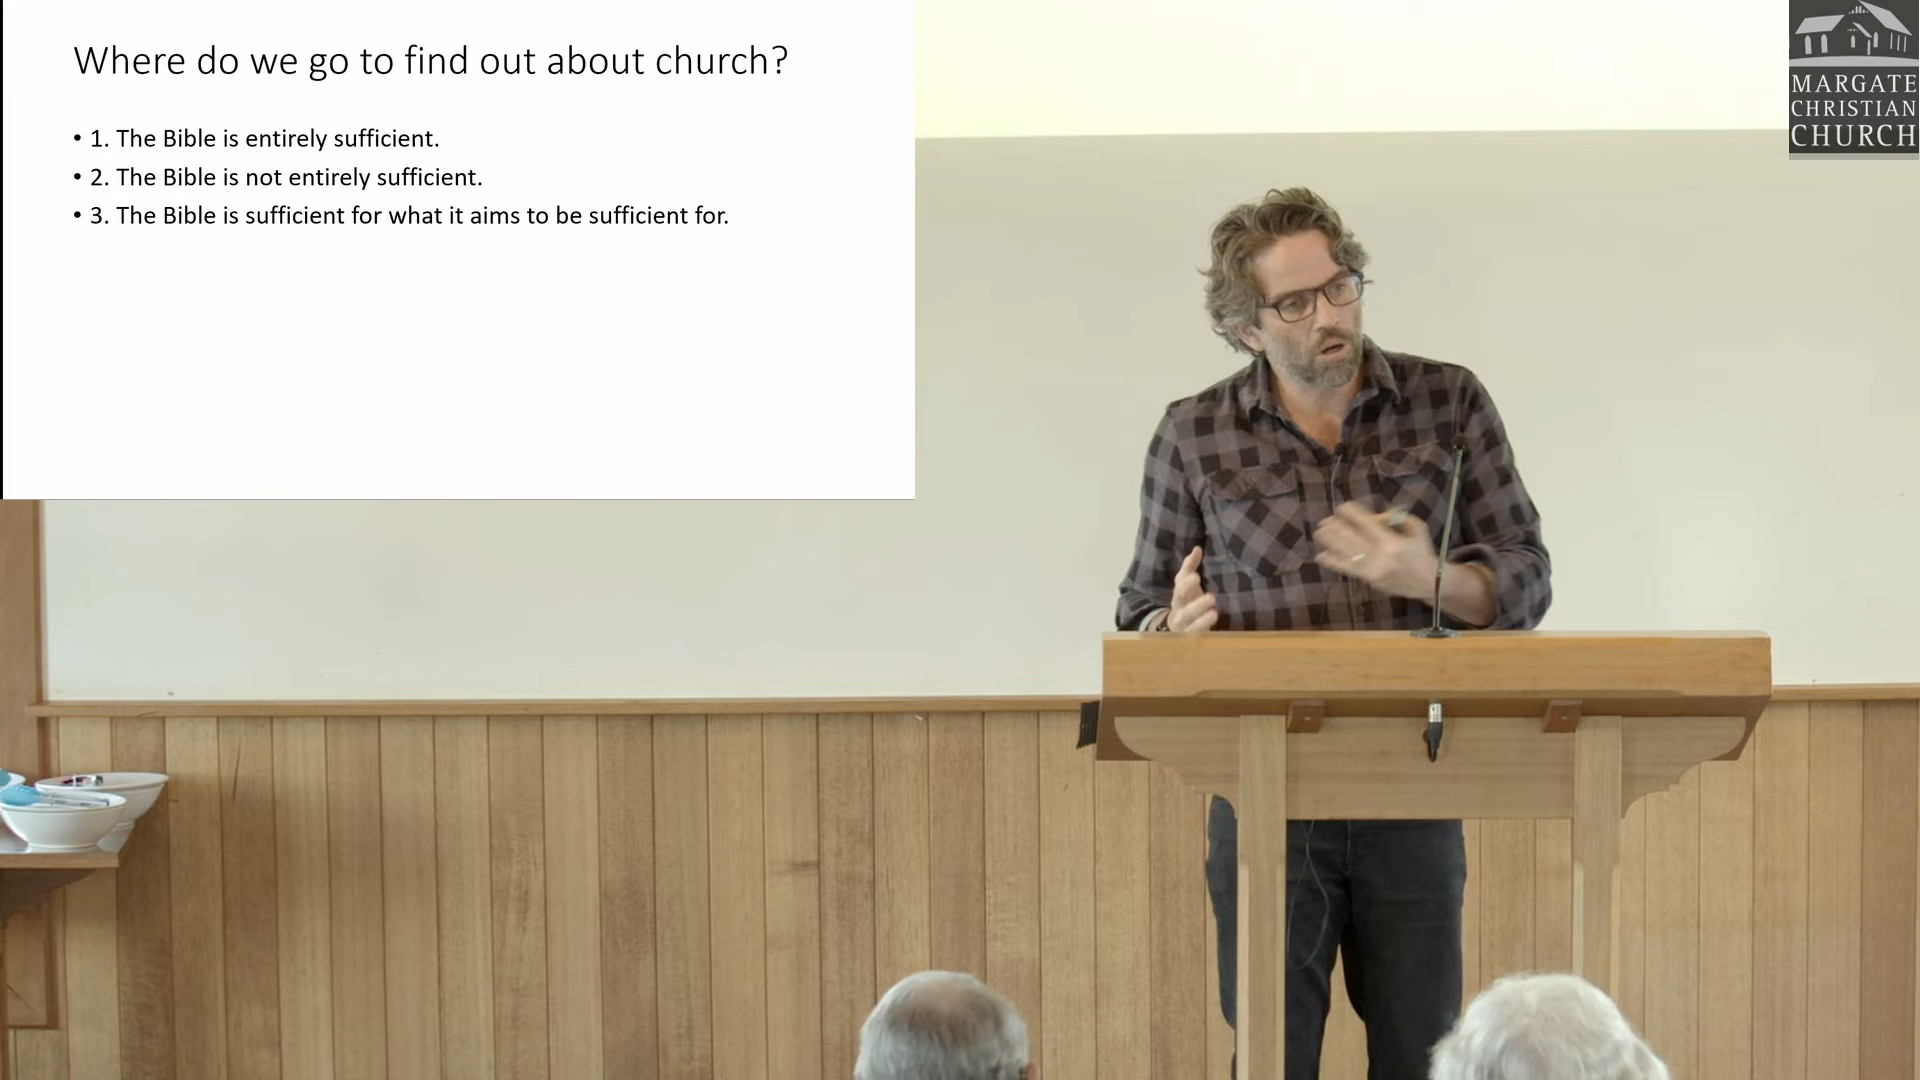 Where do we go to find out about church?
• 1. The Bible is entirely sufficient.
• 2. The Bible is not entirely sufficient.
• 3. The Bible is sufficient for what it aims to be sufficient for.
MARGATE
CHRISTIAN
CHURCH